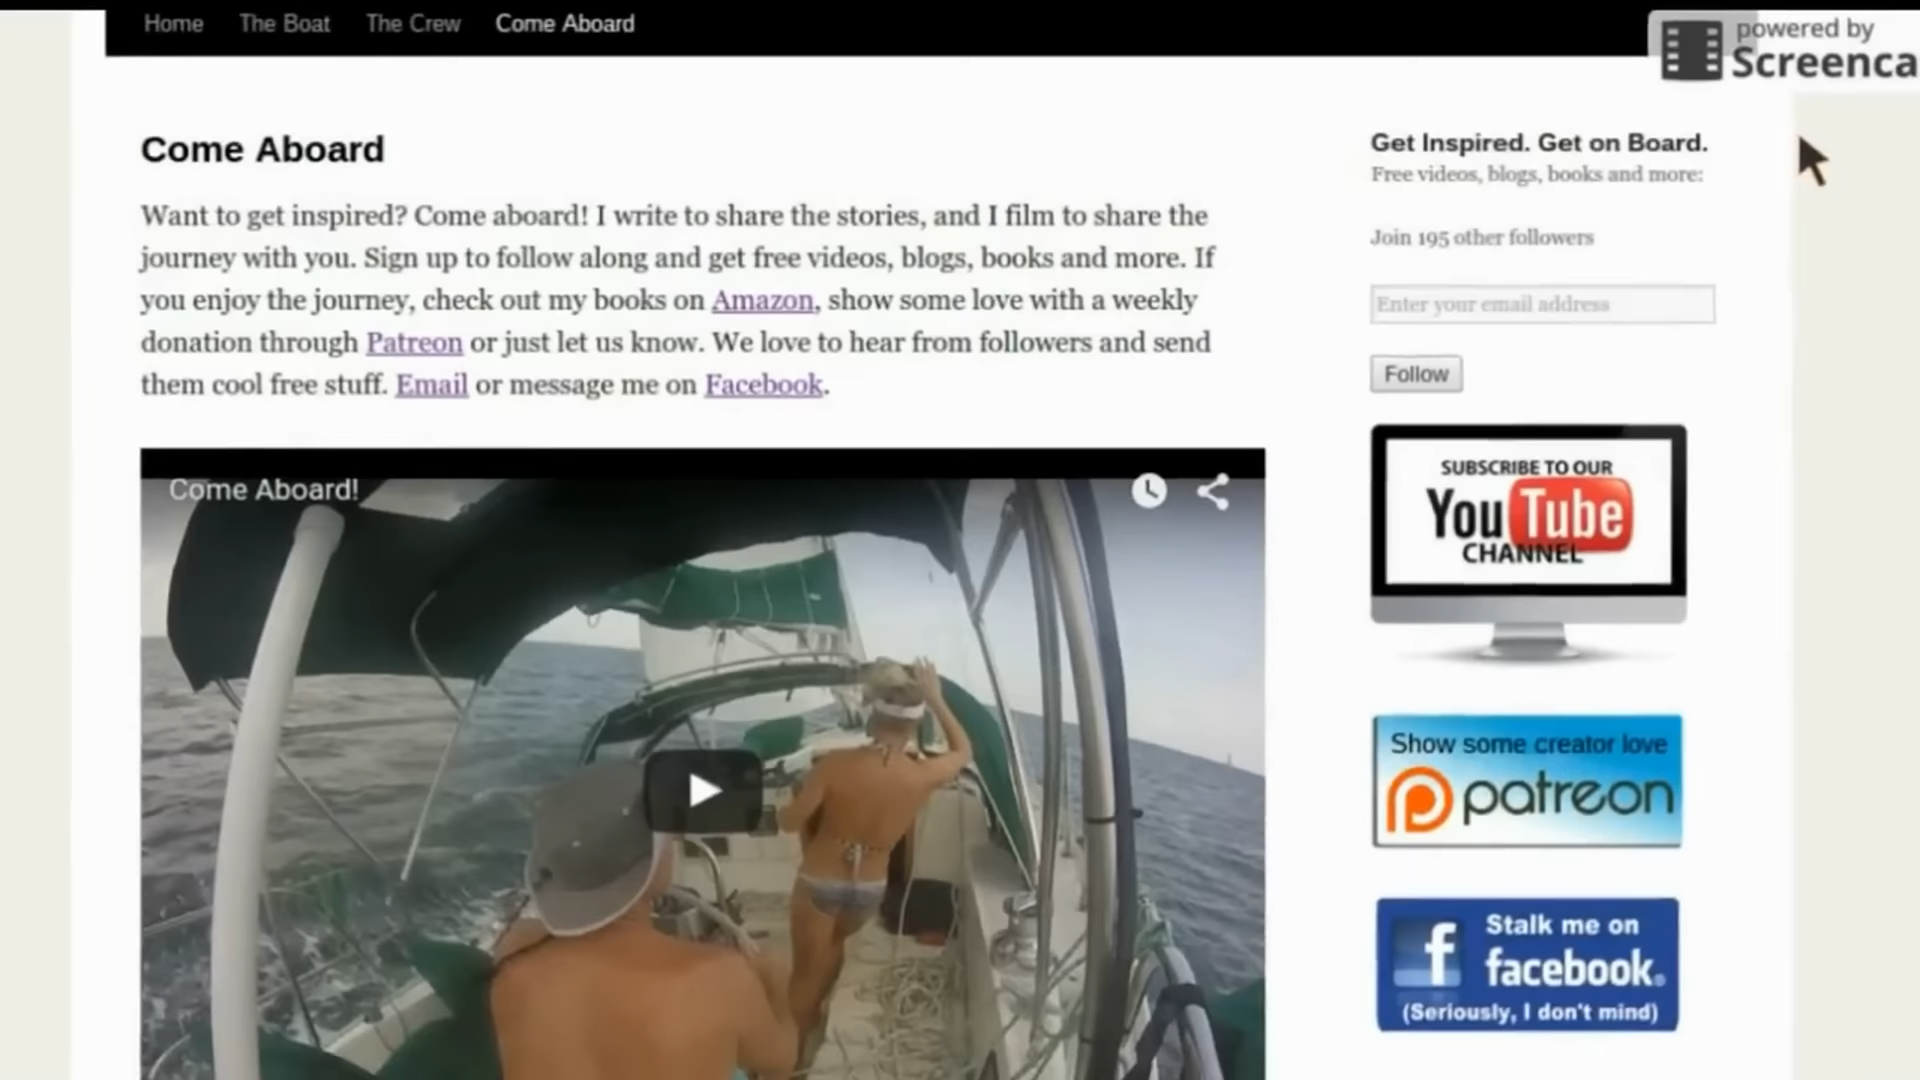 Home The Boat The Crew Come Aboard
powered by
Screenca
Come Aboard
Want to get inspired? Come aboard! I write to share the stories, and I film to share the
journey with you. Sign up to follow along and get free videos, blogs, books and more. If
you enjoy the journey, check out my books on Amazon, show some love with a weekly
donation through Patreon or just let us know. We love to hear from followers and send
them cool free stuff. Email or message me on Facebook.
Come Aboard!
Get Inspired. Get on Board.
Free videos, blogs, books and more:
Join 195 other followers
Enter your email address
Follow
SUBSCRIBE TO OUR
YouTube
CHANNEL
Show some creator love
patreon
f
Stalk me on
facebook.
(Seriously, I don't mind)